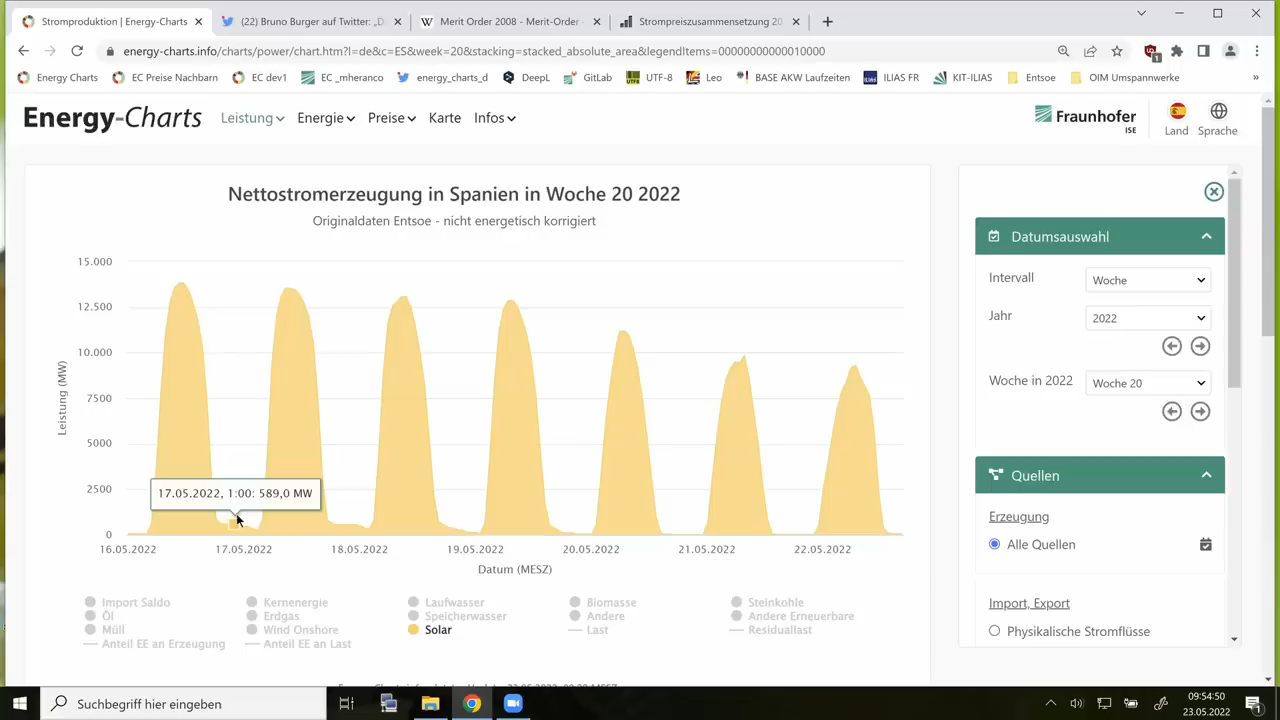 Stromproduktion | Energy-Charts
(22) Bruno Burger auf Twitter: „D
Merit Order 2008 - Merit-Order -
Strompreiszusammensetzung 20
energy-charts.info/charts/power/chart.htm?l=de&c=ES&week=20&stacking=stacked_absolute_area&legendItems=00000000000010000
Energy Charts
EC Preise Nachbarn
EC dev1
EC _mheranco
energy_charts_d
DeepL
GitLab
UTF-8
Leo
BASE AKW Laufzeiten
ILIAS FR
KIT-ILIAS
Entsoe
OIM Umspannwerke
»
Energy-Charts
Leistung
Energie
Preise
Karte
Infos
Fraunhofer
ISE
Land
Sprache
Nettostromerzeugung in Spanien in Woche 20 2022
Originaldaten Entsoe - nicht energetisch korrigiert
15.000
12.500
10.000
7500
5000
2500
0
Leistung (MW)
17.05.2022, 1:00: 589,0 MW
16.05.2022
17.05.2022
18.05.2022
19.05.2022
20.05.2022
21.05.2022
22.05.2022
Datum (MESZ)
Import Saldo
Kernenergie
Laufwasser
Biomasse
Steinkohle
Öl
Erdgas
Speicherwasser
Andere
Andere Erneuerbare
Müll
Wind Onshore
Solar
Last
Residuallast
Anteil EE an Erzeugung
Anteil EE an Last
Datumsauswahl
Intervall
Woche
Jahr
2022
Woche in 2022
Woche 20
Quellen
Erzeugung
Alle Quellen
Import, Export
Physikalische Stromflüsse
Suchbegriff hier eingeben
09:54:50
23.05.2022
1